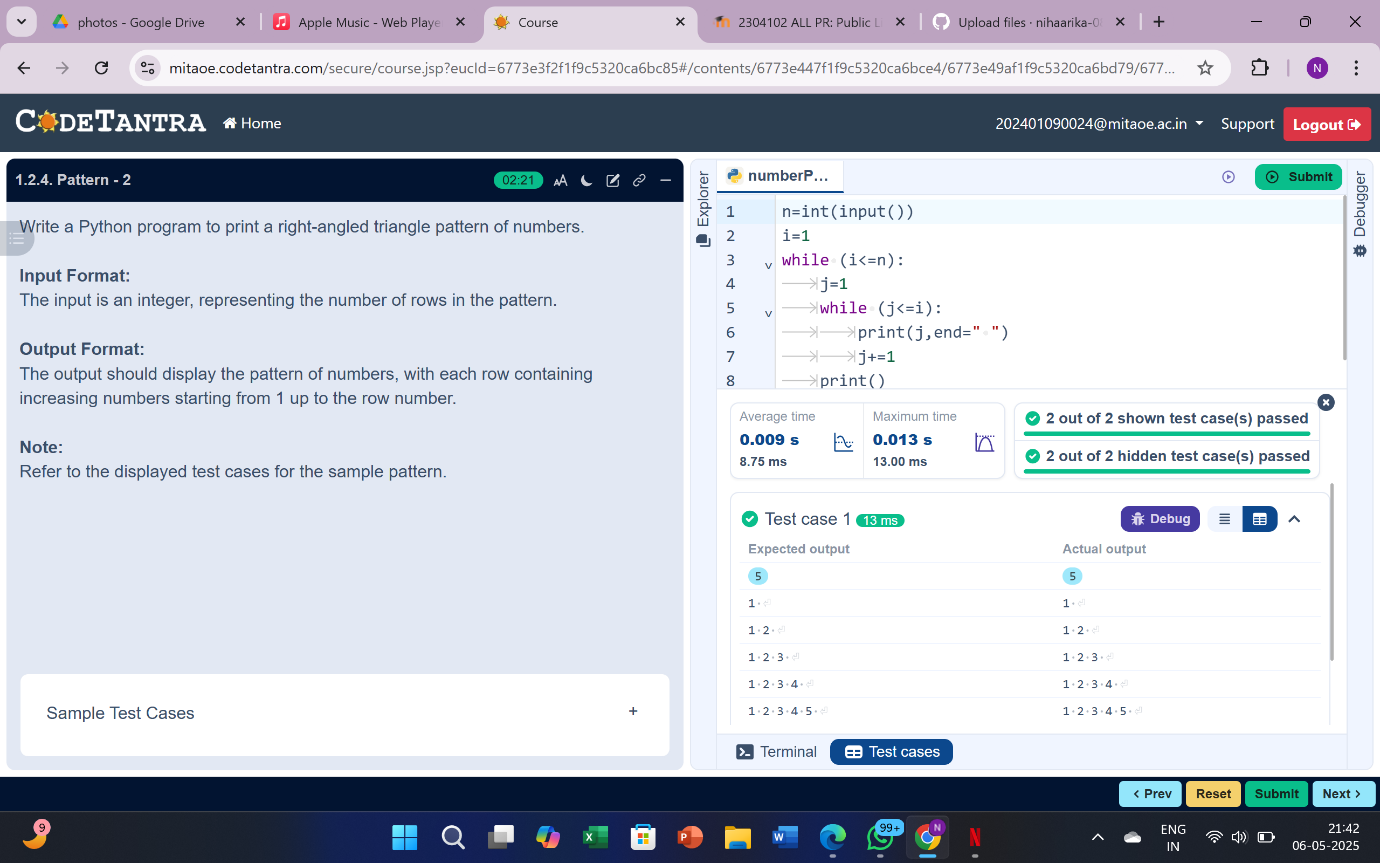 photos - Google Drive
Apple Music - Web Playe
Course
2304102 ALL PR: Public L
Upload files · nihaarika-0
mitaoe.codetantra.com/secure/course.jsp?eucId=6773e3f2f1f9c5320ca6bc85#/contents/6773e447f1f9c5320ca6bce4/6773e49af1f9c5320ca6bd79/677...
N
CODETANTRA
Home
202401090024@mitaoe.ac.in
Support
Logout
1.2.4. Pattern - 2
02:21
AA
Write a Python program to print a right-angled triangle pattern of numbers.
Input Format:
The input is an integer, representing the number of rows in the pattern.
Output Format:
The output should display the pattern of numbers, with each row containing
increasing numbers starting from 1 up to the row number.
Note:
Refer to the displayed test cases for the sample pattern.
Sample Test Cases
+
Explorer
numberP...
Submit
Debugger
1 n=int(input())
2 i=1
3 while (i<=n):
4 j=1
5 while (j<=i):
6 print(j,end=" ")
7 j+=1
8 print()
Average time
0.009 s
8.75 ms
Maximum time
0.013 s
13.00 ms
2 out of 2 shown test case(s) passed
2 out of 2 hidden test case(s) passed
Test case 1 13 ms
Debug
Expected output Actual output
5 5
1· 1·
1·2· 1·2·
1·2·3· 1·2·3·
1·2·3·4· 1·2·3·4·
1·2·3·4·5· 1·2·3·4·5·
Terminal
Test cases
< Prev
Reset
Submit
Next >
9
99+
N
ENG
IN
21:42
06-05-2025